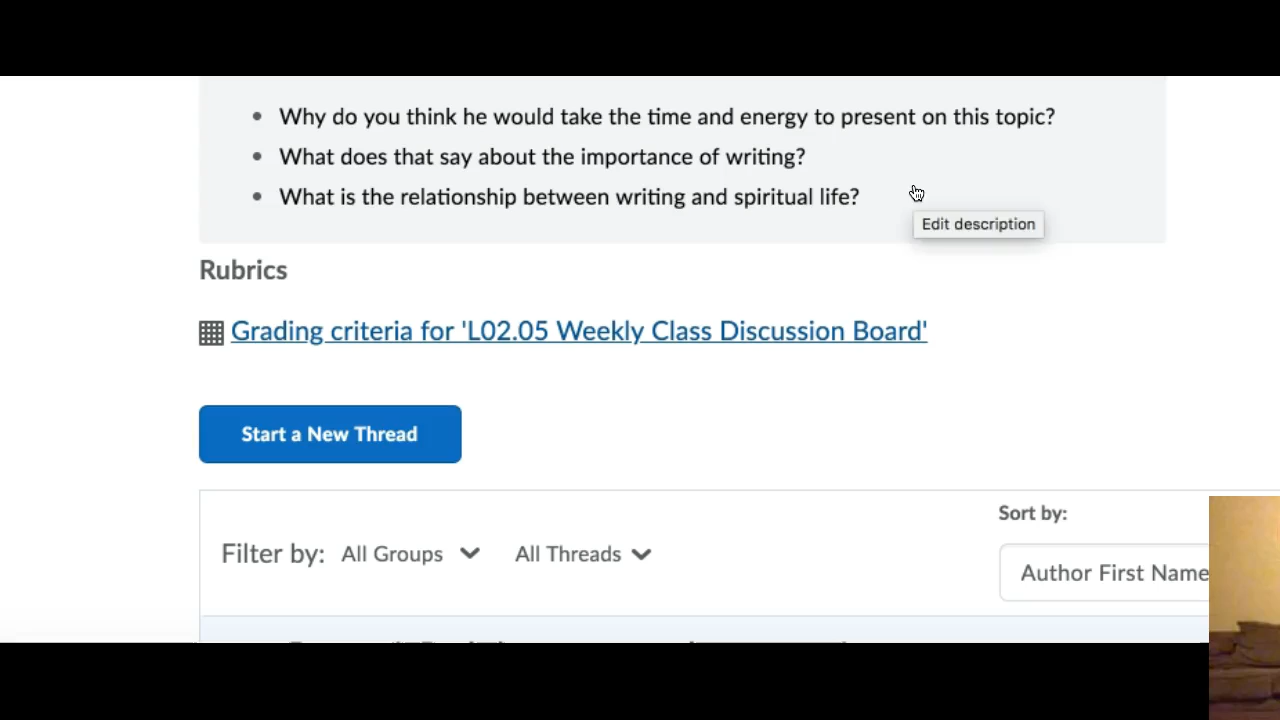 Why do you think he would take the time and energy to present on this topic?
What does that say about the importance of writing?
What is the relationship between writing and spiritual life?
Edit description
Rubrics
Grading criteria for 'L02.05 Weekly Class Discussion Board'
Start a New Thread
Sort by:
Filter by: All Groups All Threads
Author First Name